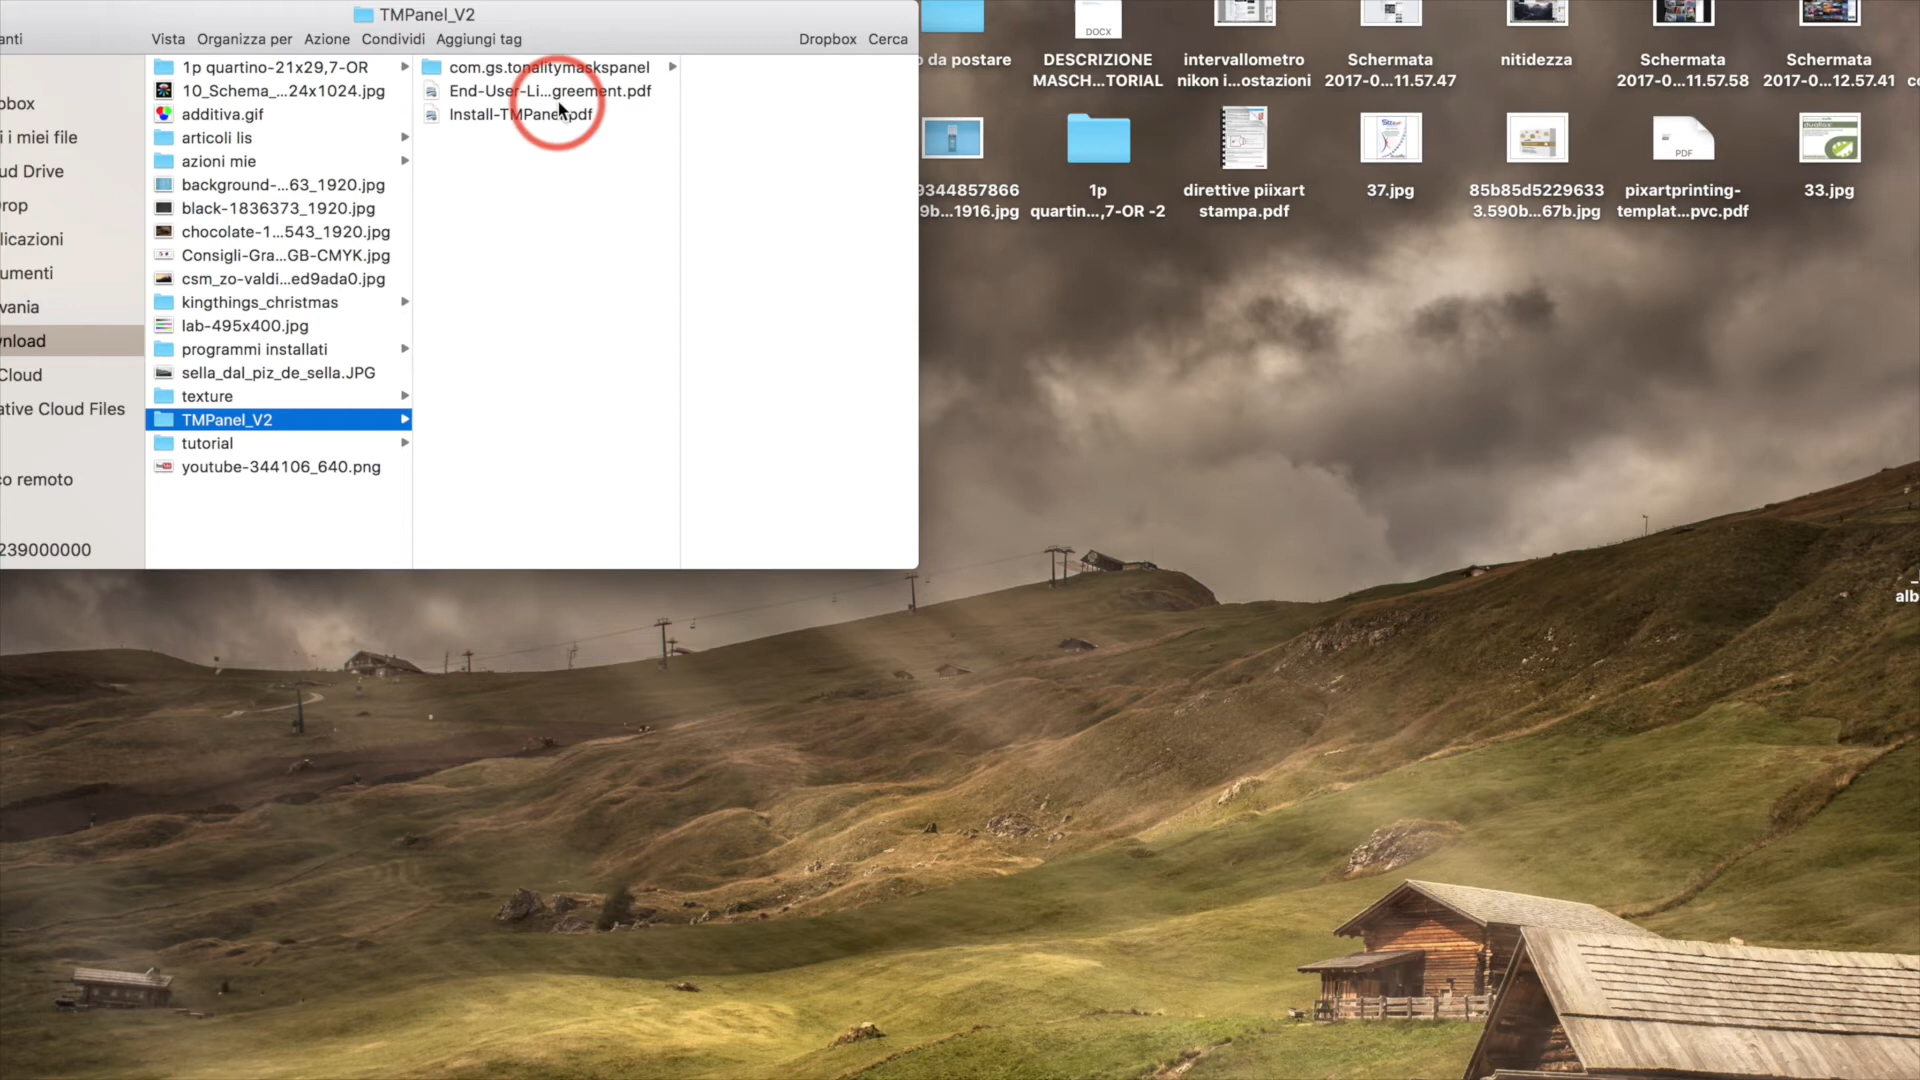 TMPanel_V2
anti
Vista
Organizza per
Azione
Condividi
Aggiungi tag
Dropbox
Cerca
pbox
i i miei file
ud Drive
rop
licazioni
umenti
vania
nload
Cloud
ative Cloud Files
co remoto
239000000
1p quartino-21x29,7-OR
10_Schema_...24x1024.jpg
additiva.gif
articoli lis
azioni mie
background-...63_1920.jpg
black-1836373_1920.jpg
chocolate-1...543_1920.jpg
Consigli-Gra...GB-CMYK.jpg
csm_zo-valdi...ed9ada0.jpg
kingthings_christmas
lab-495x400.jpg
programmi installati
sella_dal_piz_de_sella.JPG
texture
TMPanel_V2
tutorial
youtube-344106_640.png
com.gs.tonalitymaskspanel
End-User-Li...greement.pdf
Install-TMPanel.pdf
DOCX
o da postare
DESCRIZIONE
MASCH...TORIAL
intervallometro
nikon i...ostazioni
Schermata
2017-0...11.57.47
nitidezza
Schermata
2017-0...11.57.58
Schermata
2017-0...12.57.41
co
PDF
9344857866
9b...1916.jpg
1p
quartin...,7-OR -2
direttive piixart
stampa.pdf
37.jpg
85b85d5229633
3.590b...67b.jpg
pixartprinting-
templat...pvc.pdf
33.jpg
alb